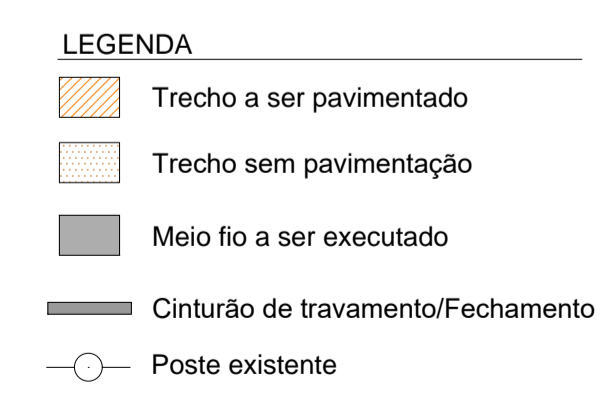 LEGENDA
Trecho a ser pavimentado
Trecho sem pavimentação
Meio fio a ser executado
Cinturão de travamento/Fechamento
Poste existente